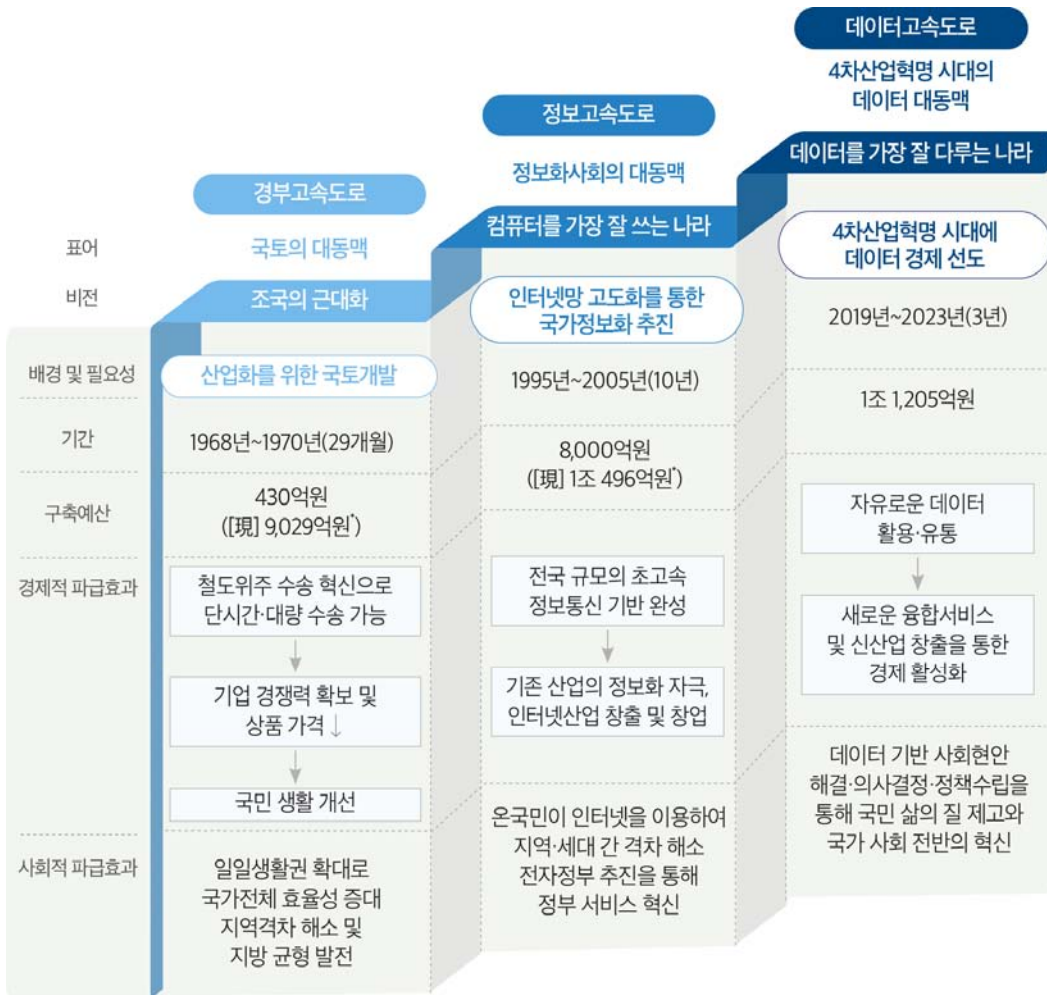 데이터고속도로
4차산업혁명 시대의
데이터 대동맥
데이터를 가장 잘 다루는 나라
4차산업혁명 시대에
데이터 경제 선도
2019년~2023년(3년)
1조 1,205억원
자유로운 데이터
활용·유통
새로운 융합서비스
및 신산업 창출을 통한
경제 활성화
데이터 기반 사회현안
해결·의사결정·정책수립을
통해 국민 삶의 질 제고와
국가 사회 전반의 혁신
정보고속도로
정보화사회의 대동맥
컴퓨터를 가장 잘 쓰는 나라
인터넷망 고도화를 통한
국가정보화 추진
1995년~2005년(10년)
8,000억원
([現] 1조 496억원*)
전국 규모의 초고속
정보통신 기반 완성
기존 산업의 정보화 자극,
인터넷산업 창출 및 창업
온국민이 인터넷을 이용하여
지역·세대 간 격차 해소
전자정부 추진을 통해
정부 서비스 혁신
경부고속도로
국토의 대동맥
조국의 근대화
산업화를 위한 국토개발
1968년~1970년(29개월)
430억원
([現] 9,029억원*)
철도위주 수송 혁신으로
단시간·대량 수송 가능
기업 경쟁력 확보 및
상품 가격 ↓
국민 생활 개선
일일생활권 확대로
국가전체 효율성 증대
지역격차 해소 및
지방 균형 발전
표어
비전
배경 및 필요성
기간
구축예산
경제적 파급효과
사회적 파급효과